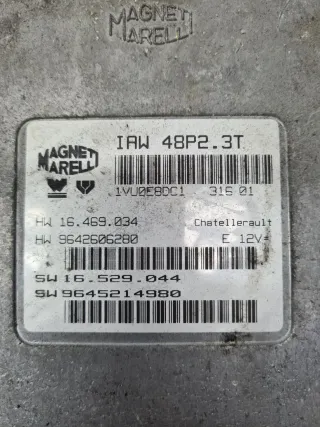 MAGNETI
MARELLI
MAGNETI
MARELLI
IAW 48P2.3T
1VU0E8DC1 316 01
HW 16.469.034 Chatellerault
HW 9642606280 E 12V=
SW 16.529.044
SW 9645214980